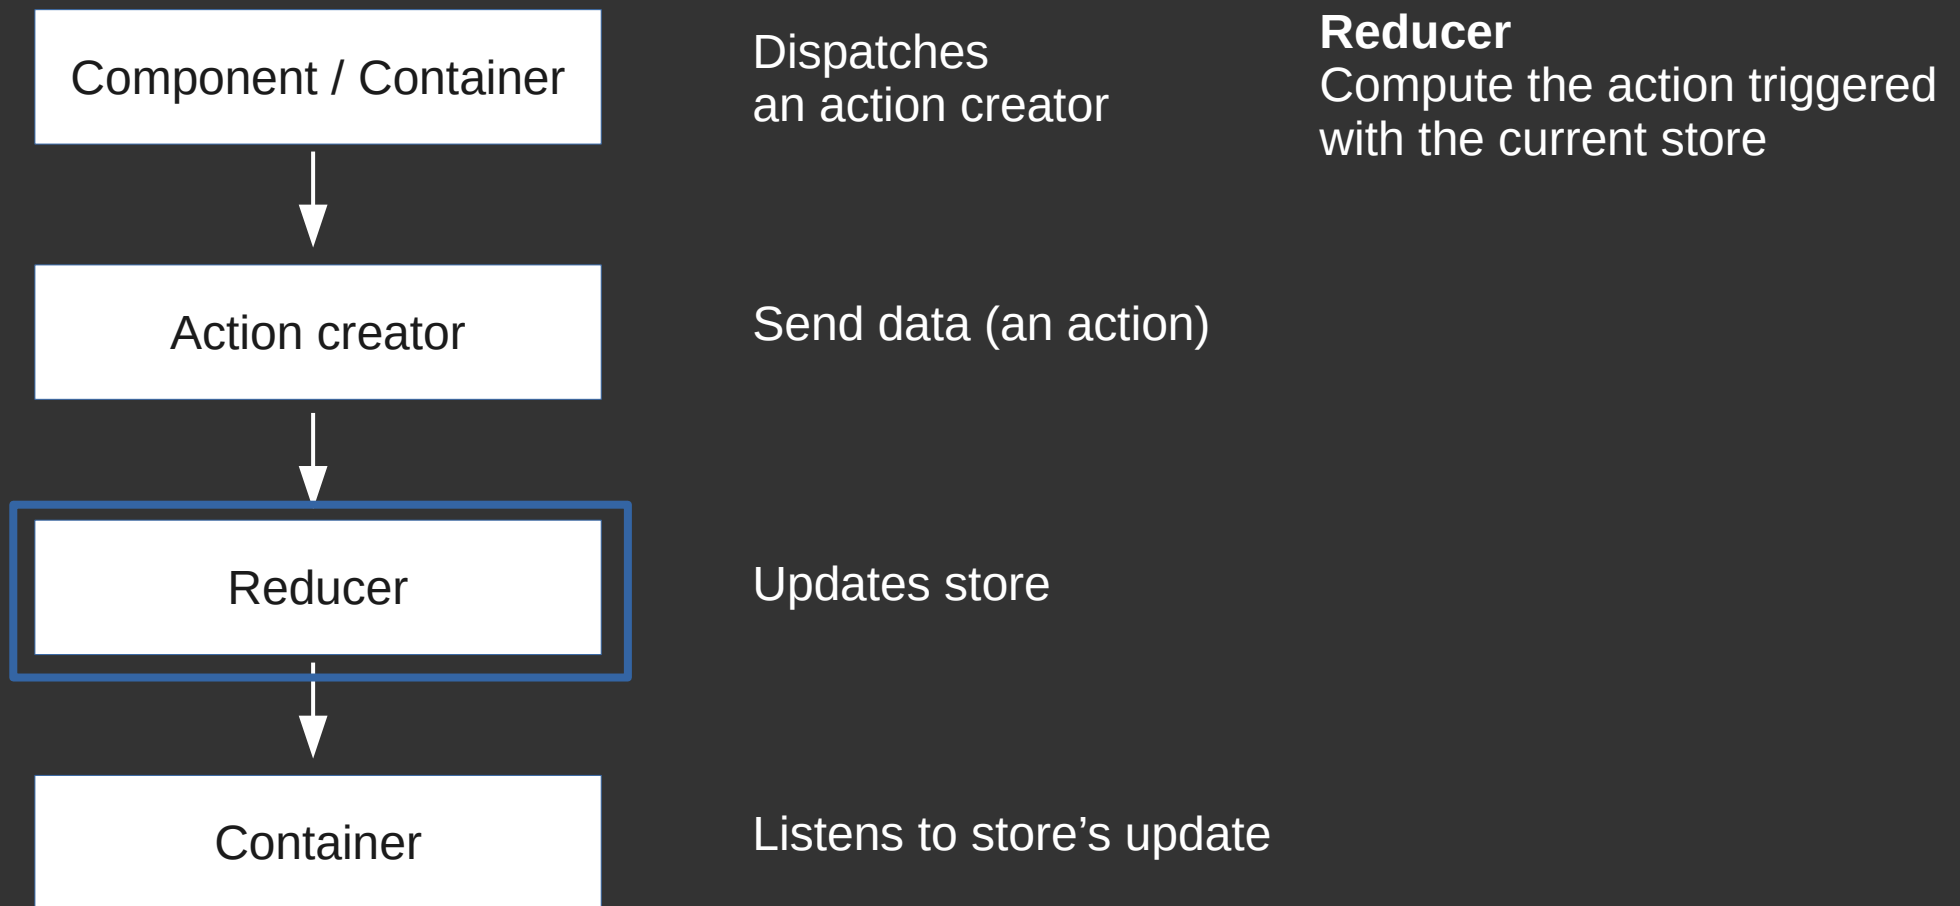 Component / Container
Dispatches
an action creator
Reducer
Compute the action triggered
with the current store
Action creator
Send data (an action)
Reducer
Updates store
Container
Listens to store’s update